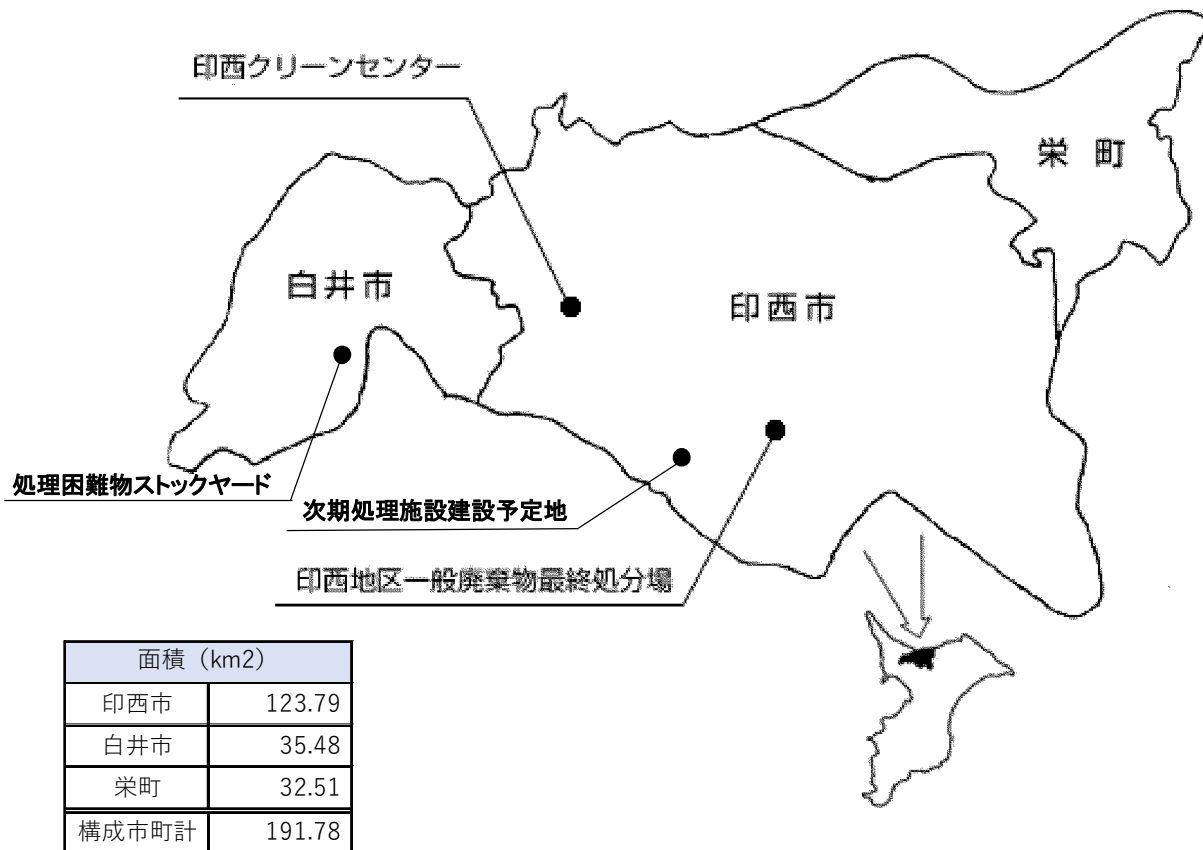 印西クリーンセンター
栄 町
白井市
印西市
処理困難物ストックヤード
次期処理施設建設予定地
印西地区一般廃棄物最終処分場
面積（km2）
印西市 123.79
白井市 35.48
栄町 32.51
構成市町計 191.78